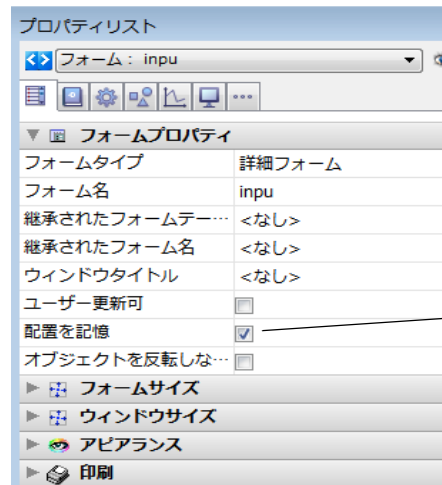 プロパティリスト
フォーム： inpu
フォームプロパティ
フォームタイプ 詳細フォーム
フォーム名 inpu
継承されたフォームテー… <なし>
継承されたフォーム名 <なし>
ウィンドウタイトル <なし>
ユーザー更新可
配置を記憶
オブジェクトを反転しな…
フォームサイズ
ウィンドウサイズ
アピアランス
印刷